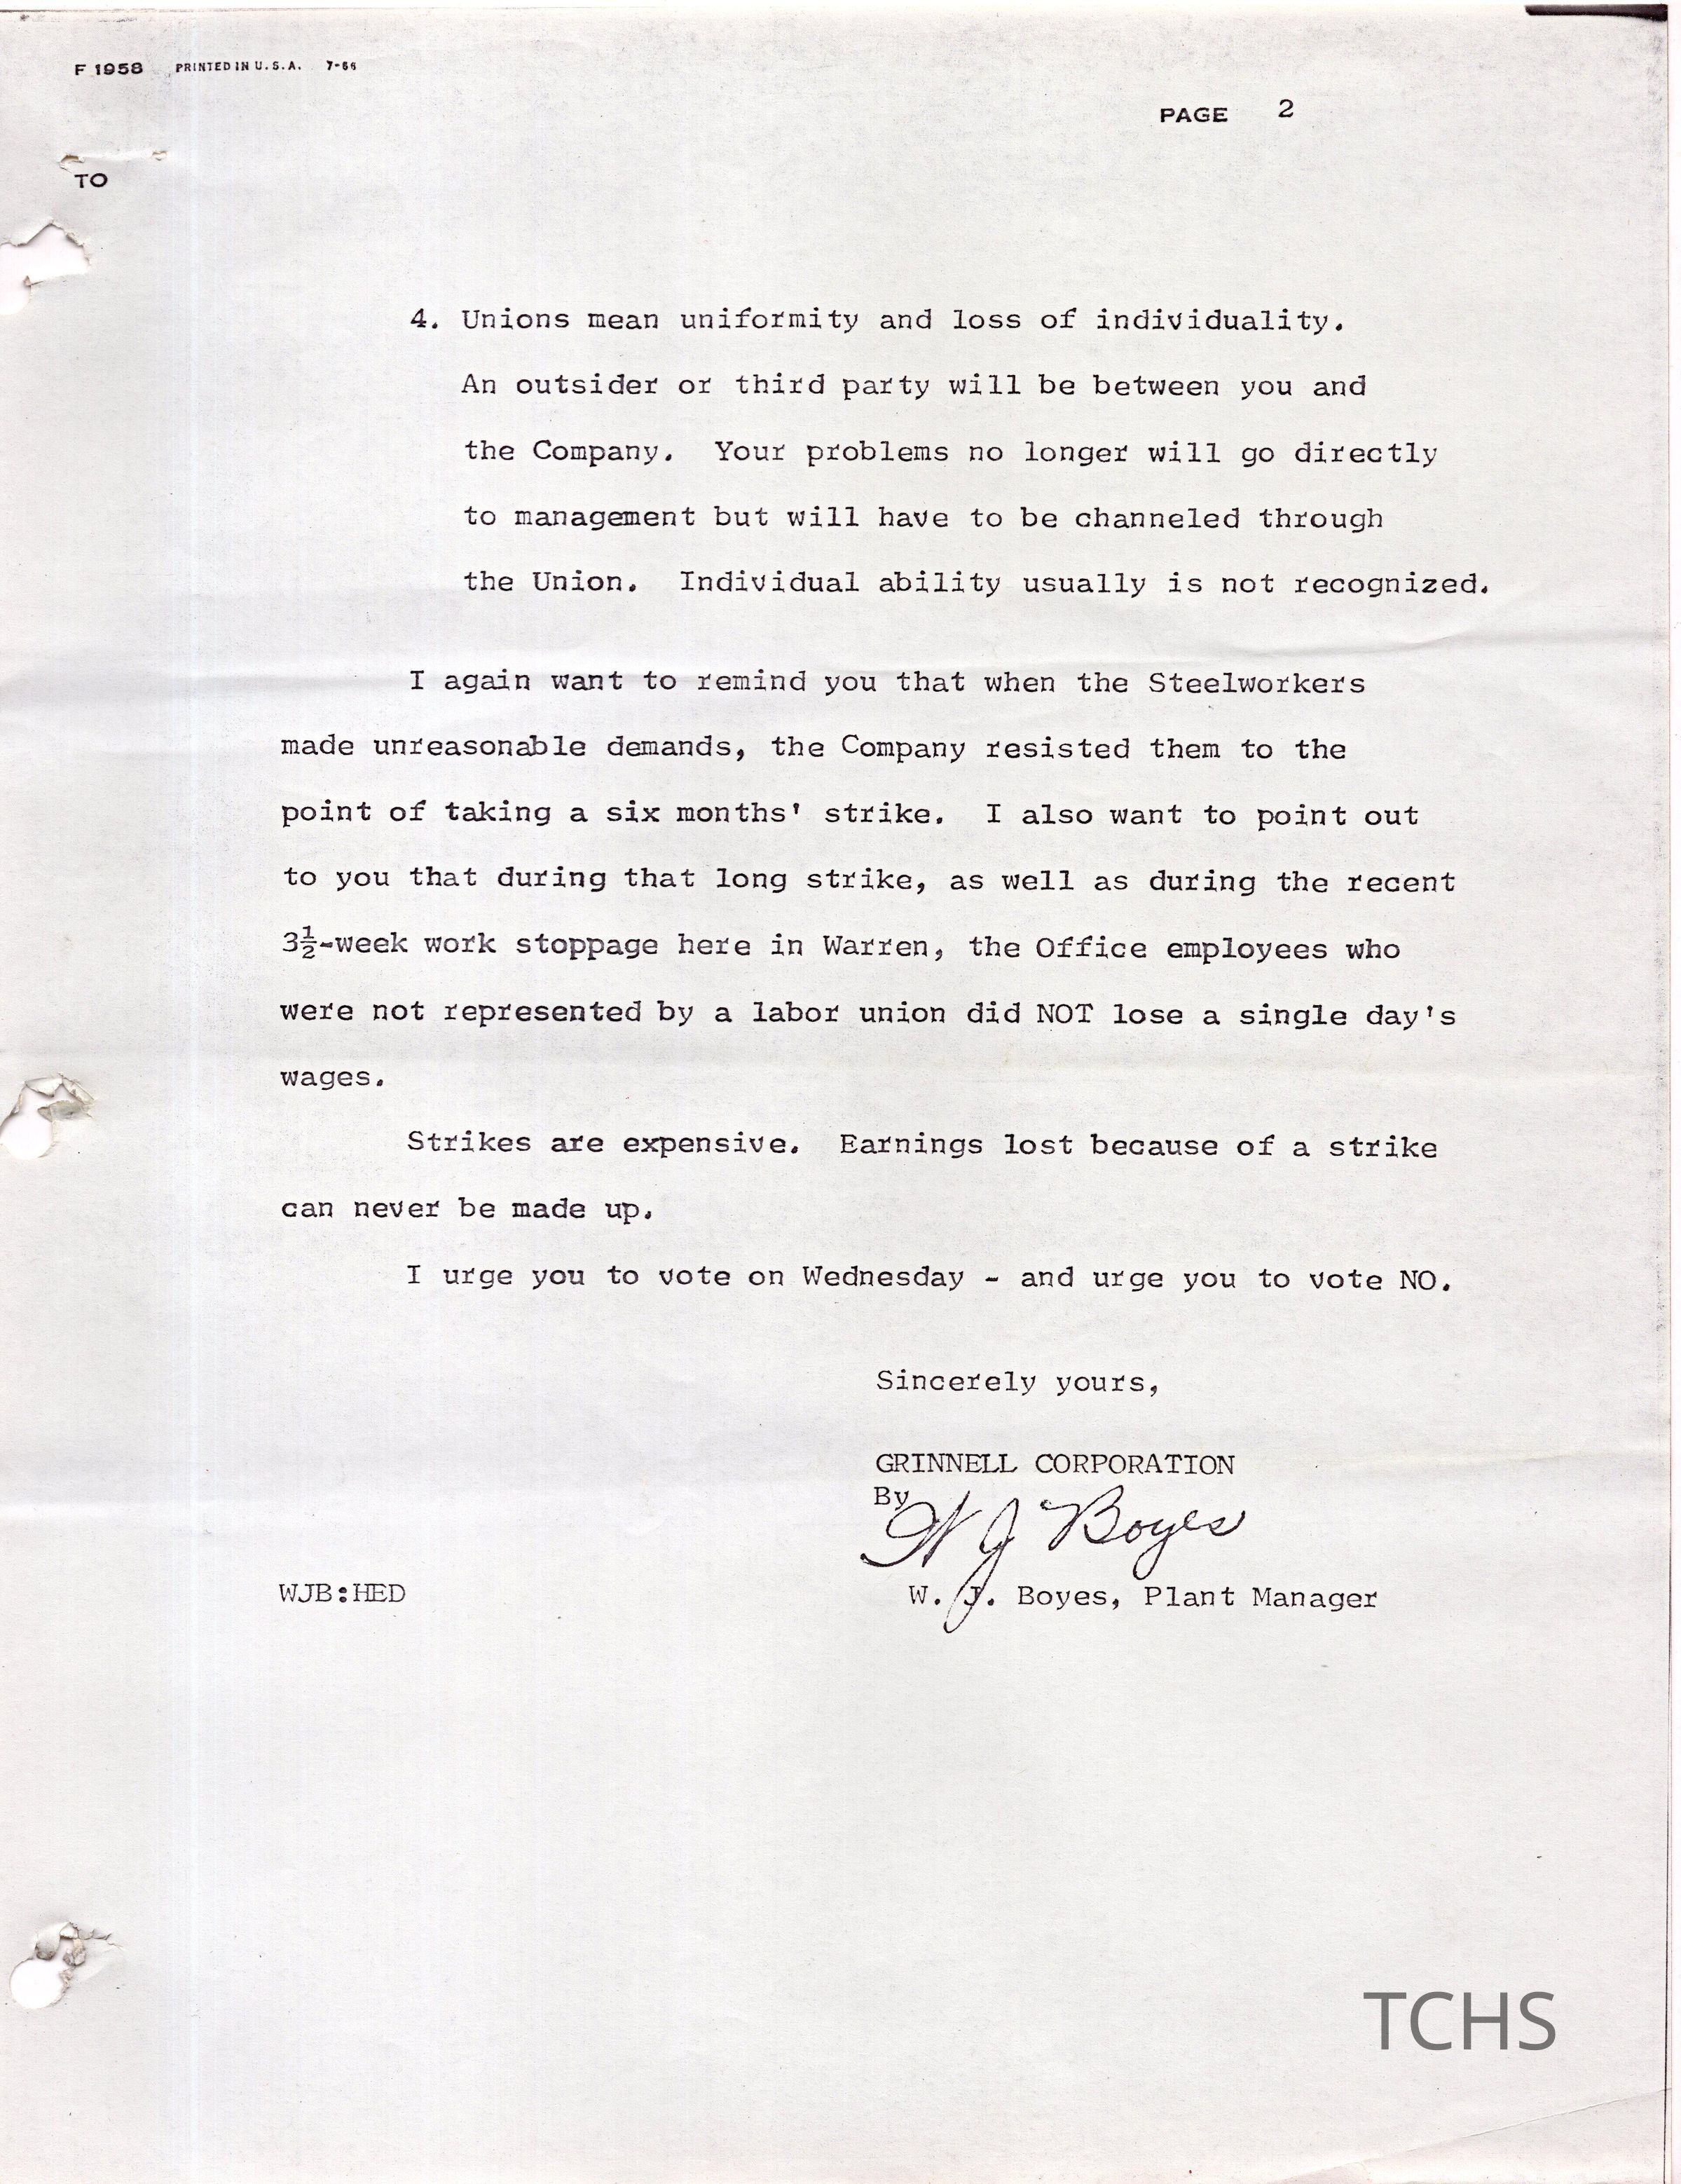 F 1958 PRINTED IN U.S.A. 7-66
PAGE 2
TO
4. Unions mean uniformity and loss of individuality.
An outsider or third party will be between you and
the Company. Your problems no longer will go directly
to management but will have to be channeled through
the Union. Individual ability usually is not recognized.
I again want to remind you that when the Steelworkers
made unreasonable demands, the Company resisted them to the
point of taking a six months' strike. I also want to point out
to you that during that long strike, as well as during the recent
3½-week work stoppage here in Warren, the Office employees who
were not represented by a labor union did NOT lose a single day's
wages.
Strikes are expensive. Earnings lost because of a strike
can never be made up.
I urge you to vote on Wednesday - and urge you to vote NO.
Sincerely yours,
GRINNELL CORPORATION
By
W J Boyes
WJB:HED W. J. Boyes, Plant Manager
TCHS